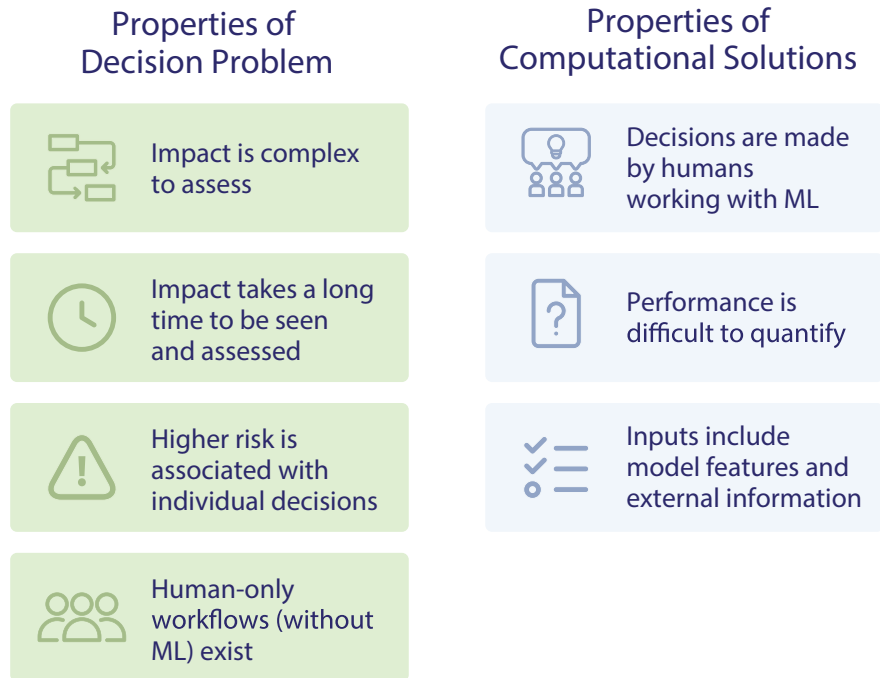 Properties of
Decision Problem
Impact is complex
to assess
Impact takes a long
time to be seen
and assessed
Higher risk is
associated with
individual decisions
Human-only
workflows (without
ML) exist
Properties of
Computational Solutions
Decisions are made
by humans
working with ML
Performance is
difficult to quantify
Inputs include
model features and
external information